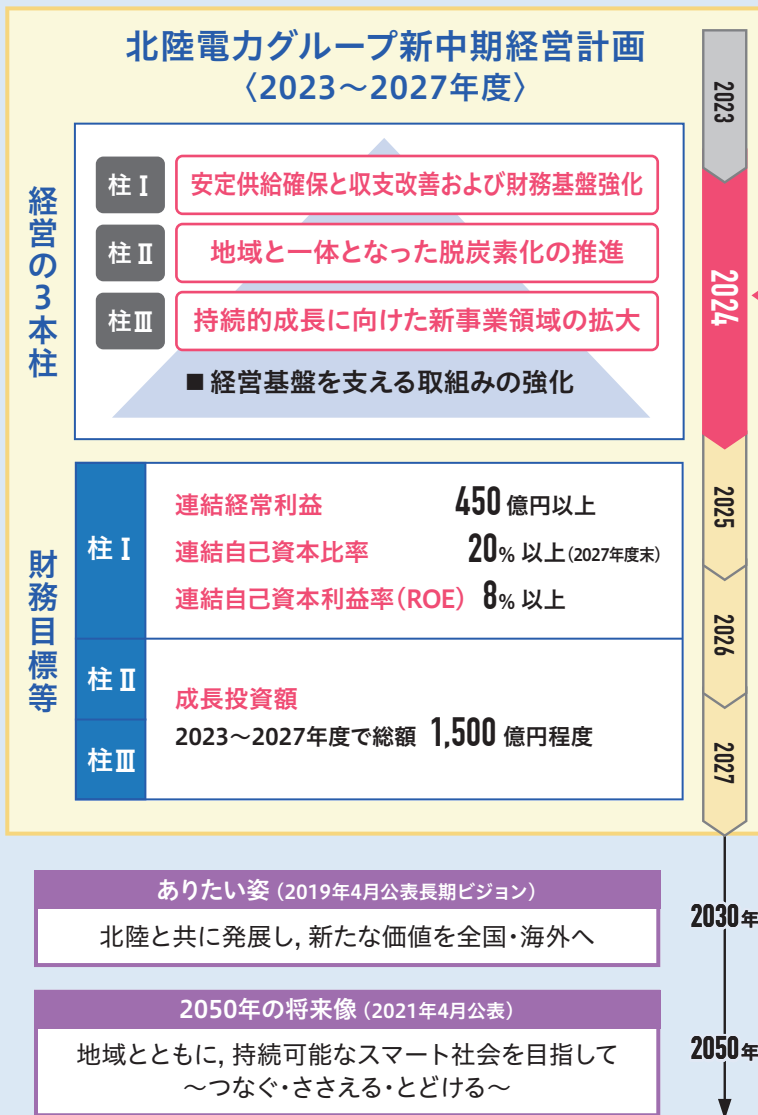 北陸電力グループ新中期経営計画
〈2023～2027年度〉
経営の3本柱
柱Ⅰ 安定供給確保と収支改善および財務基盤強化
柱Ⅱ 地域と一体となった脱炭素化の推進
柱Ⅲ 持続的成長に向けた新事業領域の拡大
■ 経営基盤を支える取組みの強化
財務目標等
柱Ⅰ
連結経常利益 450億円以上
連結自己資本比率 20%以上(2027年度末)
連結自己資本利益率(ROE) 8%以上
柱Ⅱ
柱Ⅲ
成長投資額
2023～2027年度で総額 1,500億円程度
2023
2024
2025
2026
2027
ありたい姿(2019年4月公表長期ビジョン)
北陸と共に発展し,新たな価値を全国・海外へ
2030年
2050年の将来像(2021年4月公表)
地域とともに,持続可能なスマート社会を目指して
～つなぐ・ささえる・とどける～
2050年